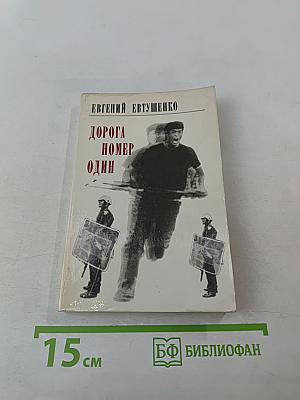 ЕВГЕНИЙ ЕВТУШЕНКО
ДОРОГА
НОМЕР
ОДИН
15 см
БФ БИБЛИОФАН